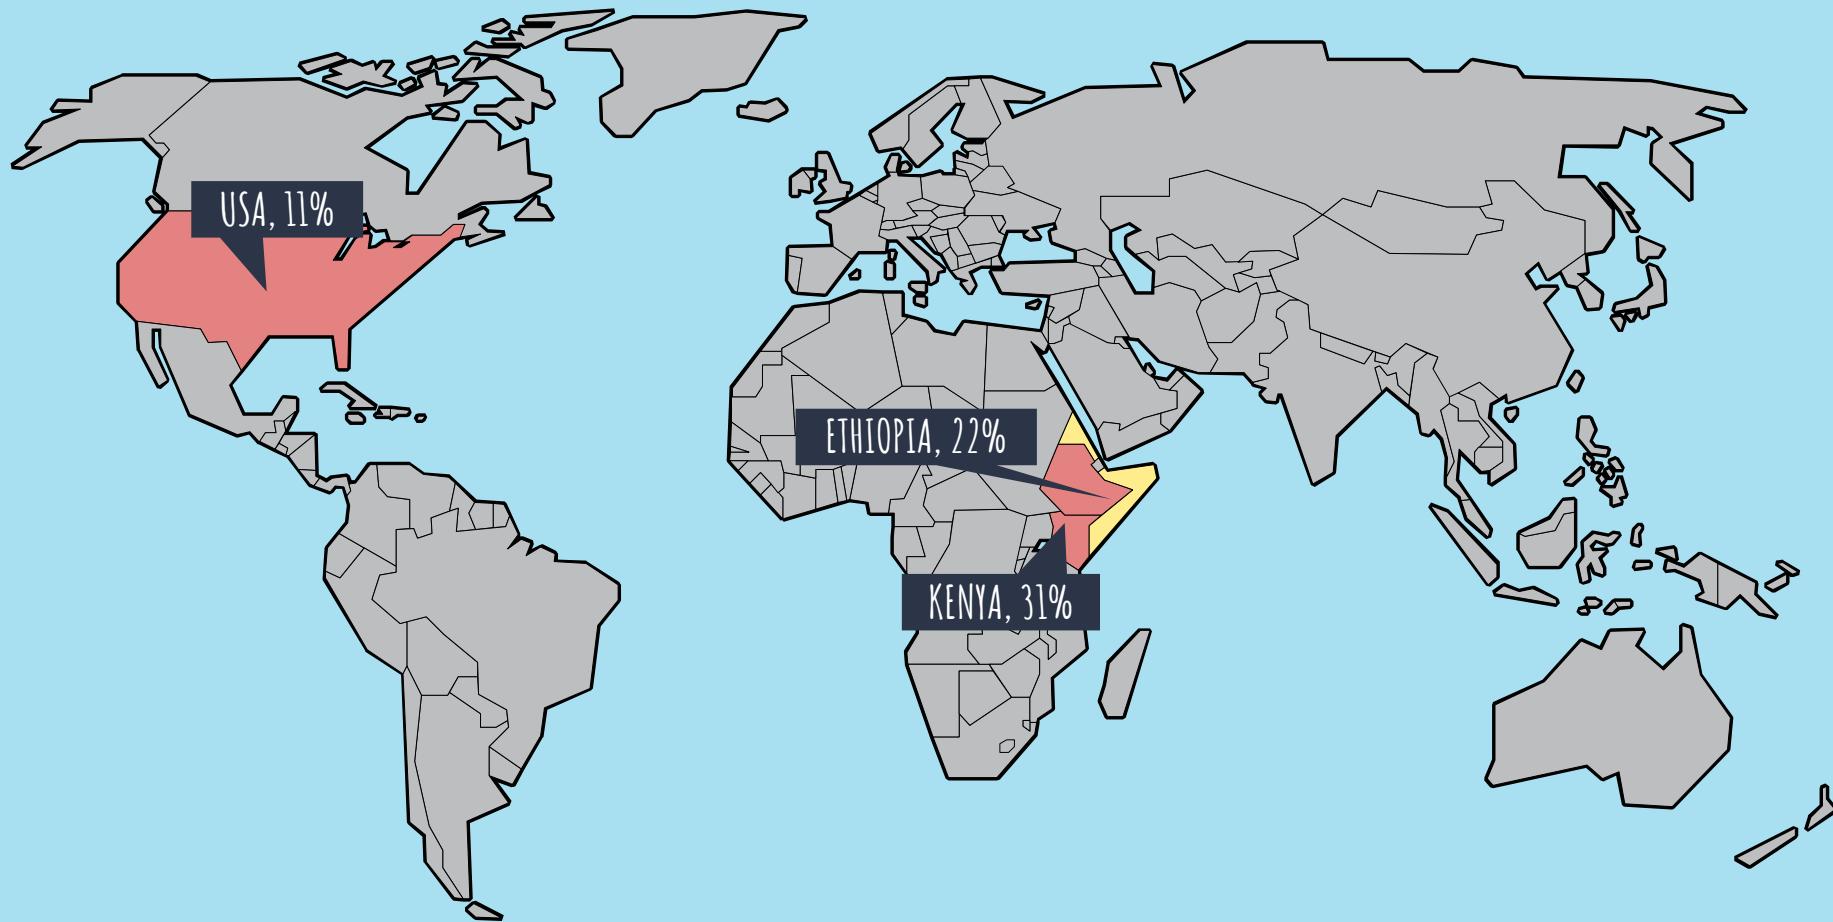 USA, 11%
ETHIOPIA, 22%
KENYA, 31%